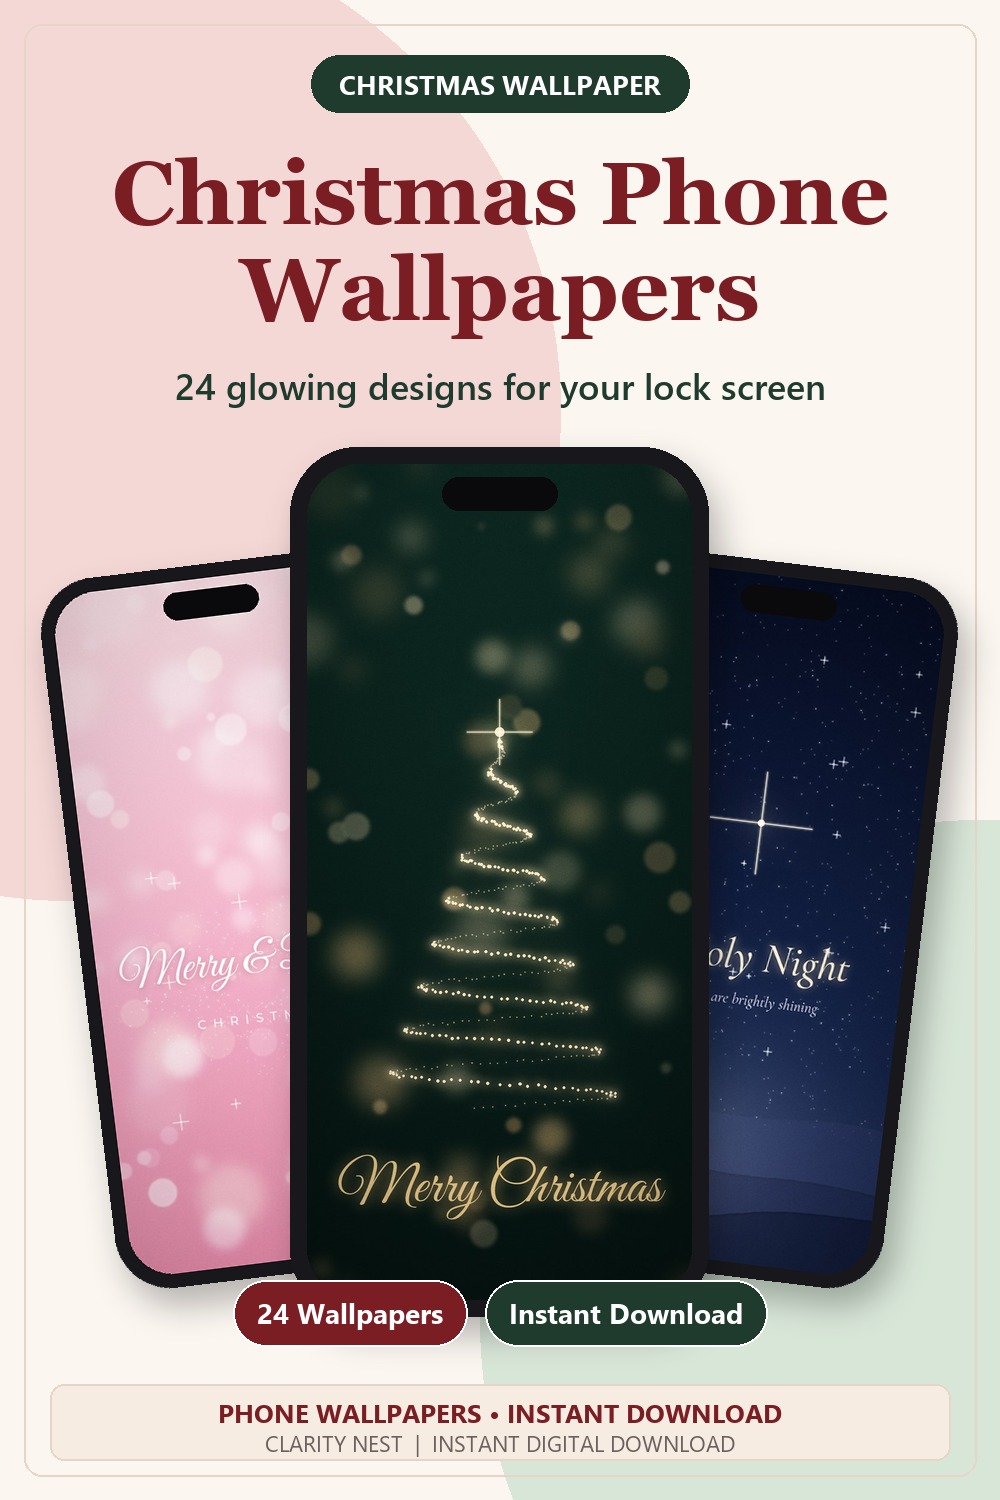 CHRISTMAS WALLPAPER
Christmas Phone
Wallpapers
24 glowing designs for your lock screen
Merry &
CHRISTM
Merry Christmas
oly Night
are brightly shining
24 Wallpapers
Instant Download
PHONE WALLPAPERS • INSTANT DOWNLOAD
CLARITY NEST | INSTANT DIGITAL DOWNLOAD